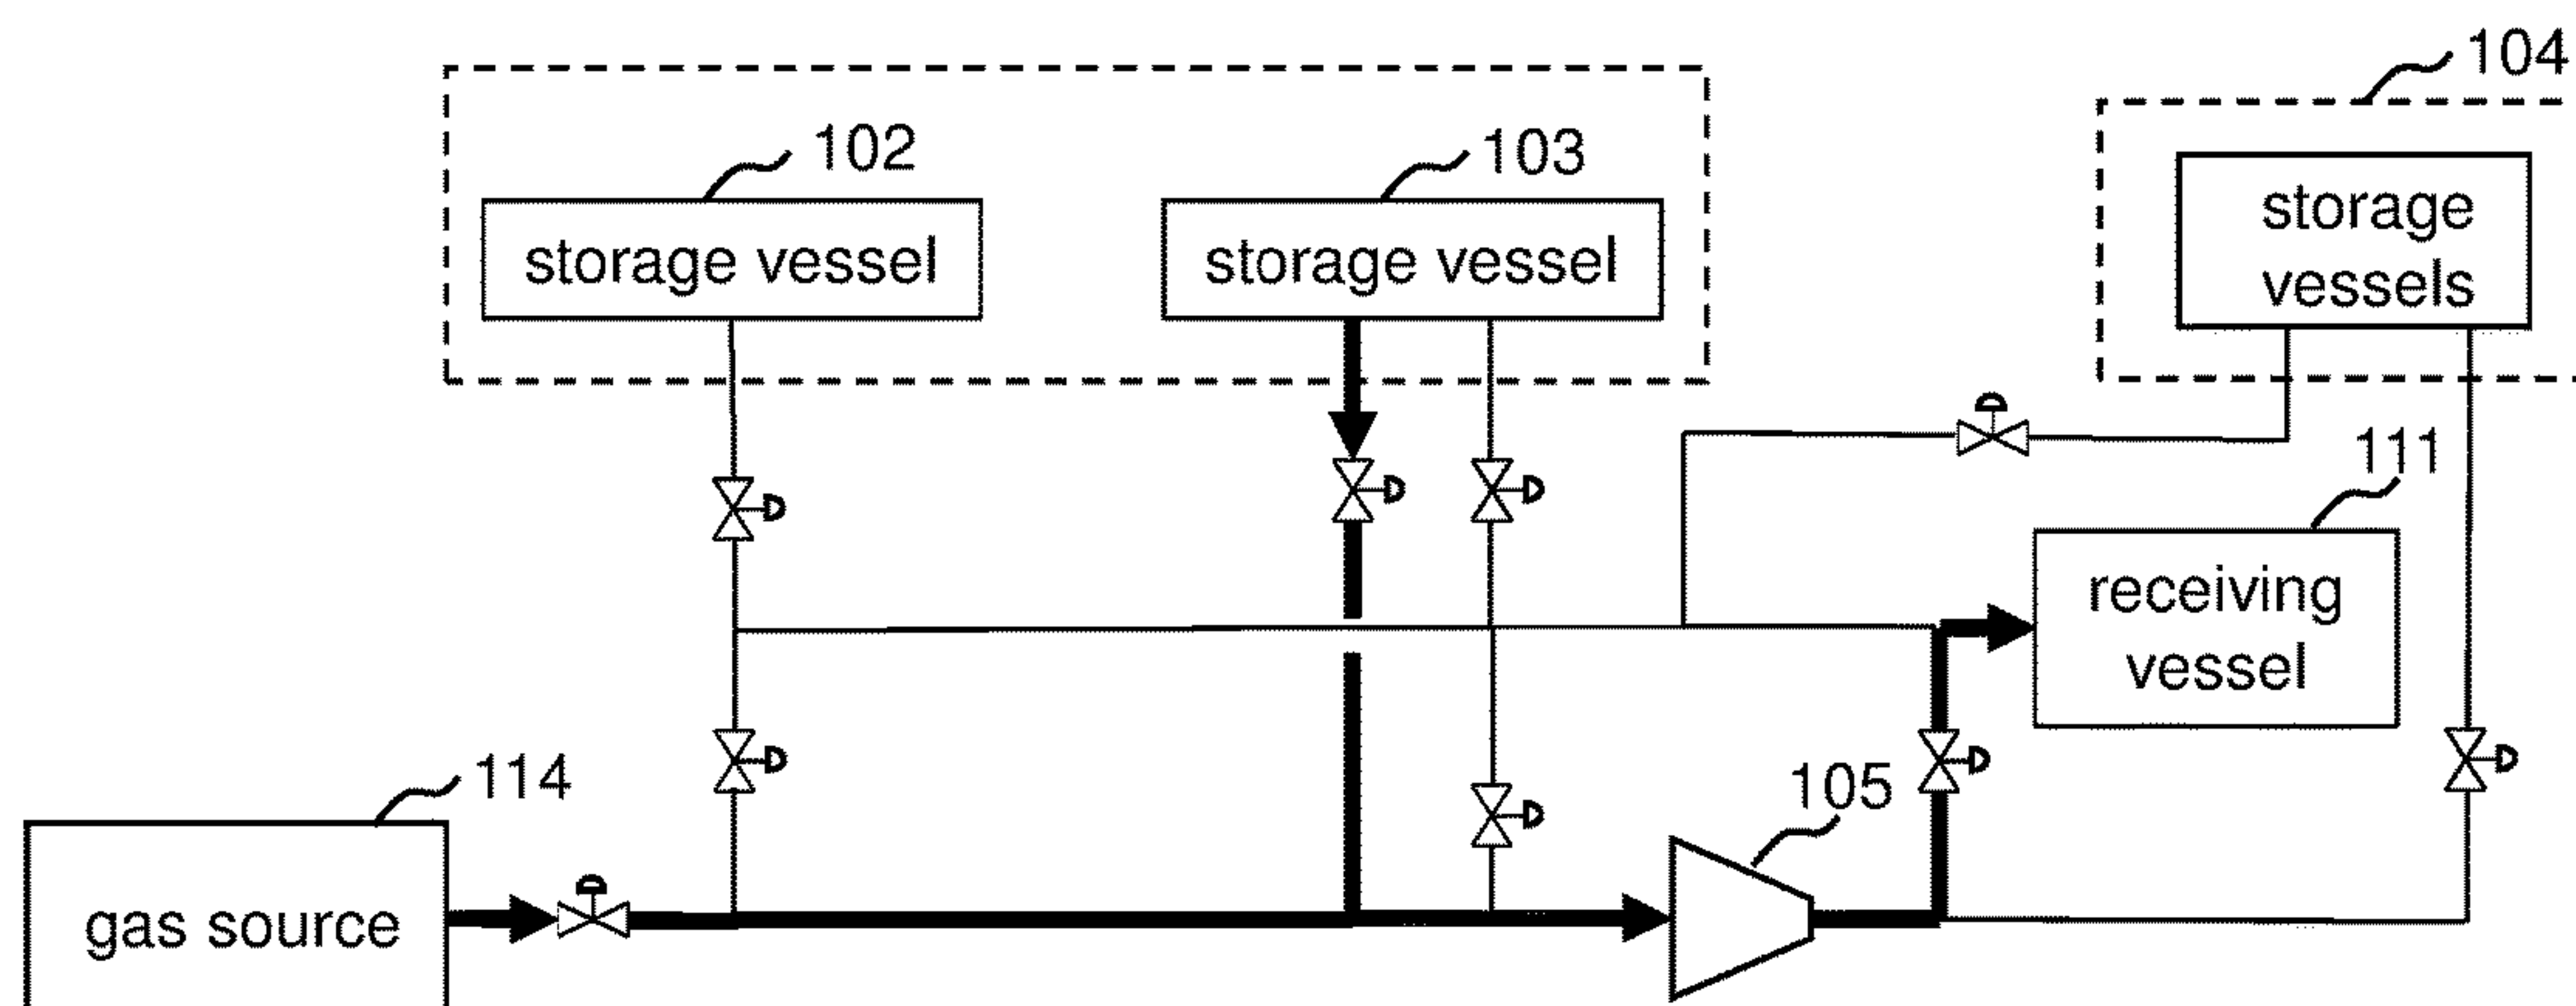 104
102
103
storage vessel
storage vessel
storage
vessels
111
receiving
vessel
114
105
gas source